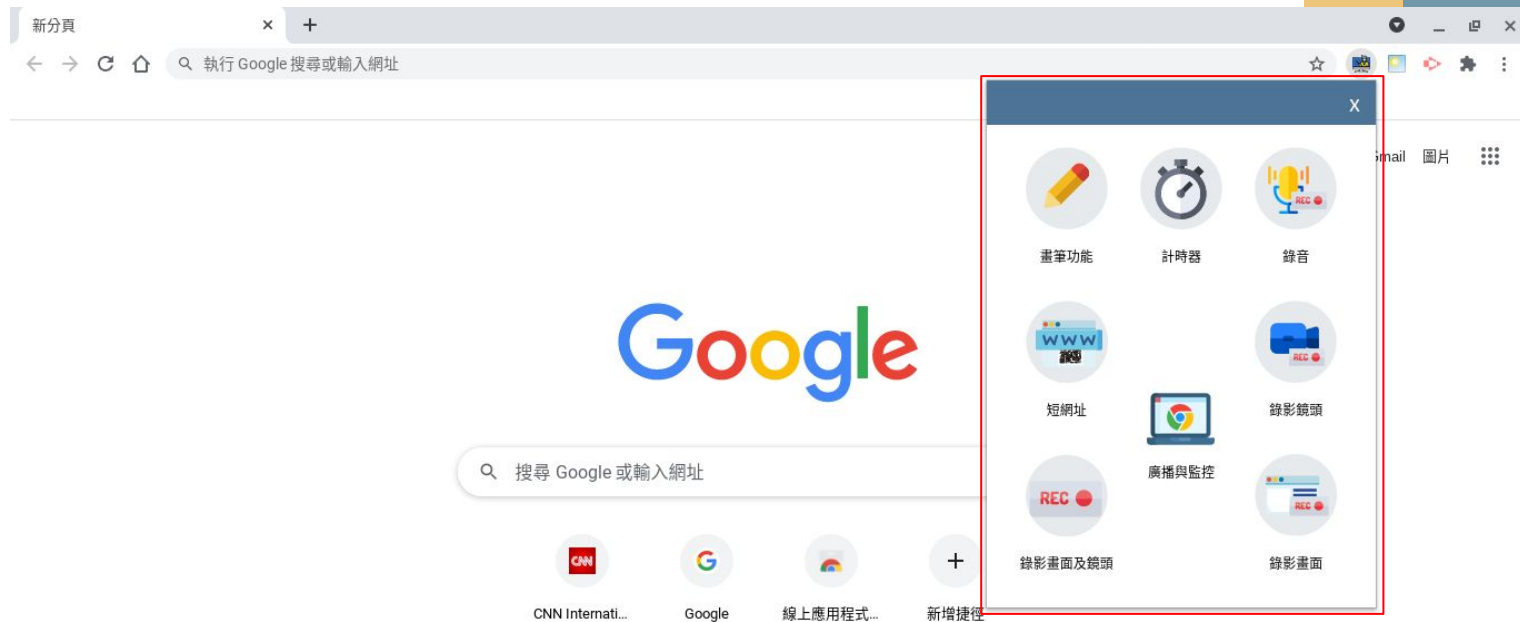 新分頁
執行 Google 搜尋或輸入網址
X
mail 圖片
畫筆功能 計時器 錄音
REC
WWW
REC
短網址 錄影鏡頭
Google
搜尋 Google 或輸入網址
廣播與監控
REC
REC
錄影畫面及鏡頭 錄影畫面
CNN
G
CNN Internati... Google 線上應用程式... 新增捷徑